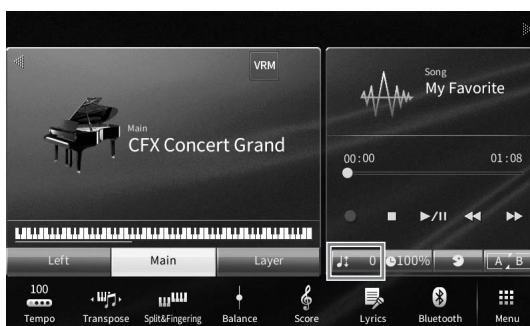 VRM
Main
CFX Concert Grand
Left
Main
Layer
Song
My Favorite
00:00
01:08
0
100%
A B
100
Tempo
Transpose
Split&Fingering
Balance
Score
Lyrics
Bluetooth
Menu